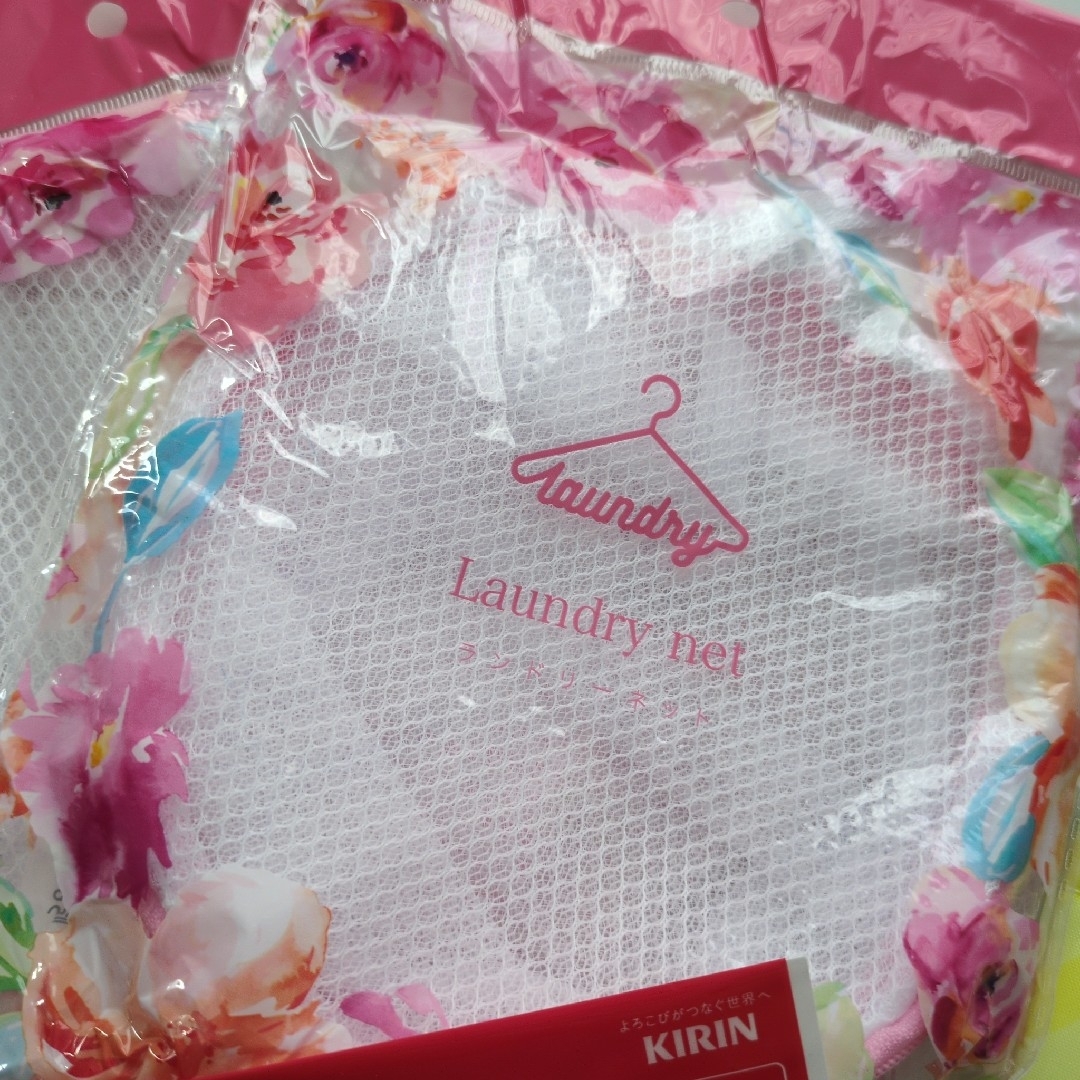 laundry
Laundry net
ランドリーネット
よろこびがつなぐ世界へ
KIRIN